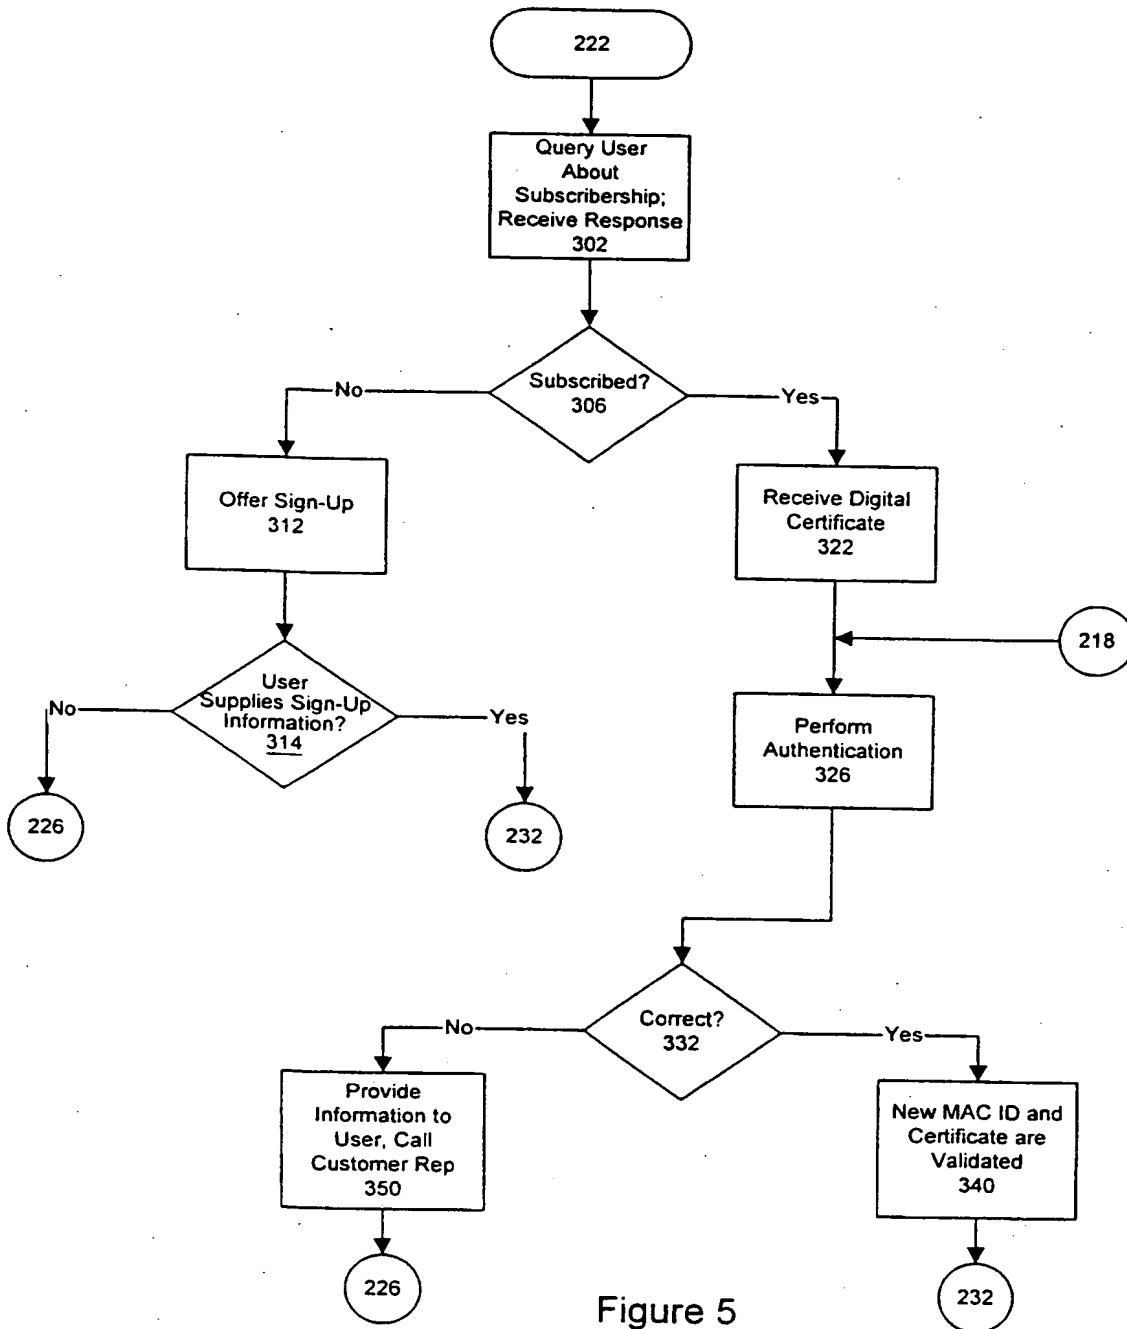 222
Query User
About
Subscribership;
Receive Response
302
Subscribed?
306
No
Yes
Offer Sign-Up
312
Receive Digital
Certificate
322
218
User
Supplies Sign-Up
Information?
314
No
Yes
Perform
Authentication
326
226
232
Correct?
332
No
Yes
Provide
Information to
User, Call
Customer Rep
350
New MAC ID and
Certificate are
Validated
340
226
232
Figure 5